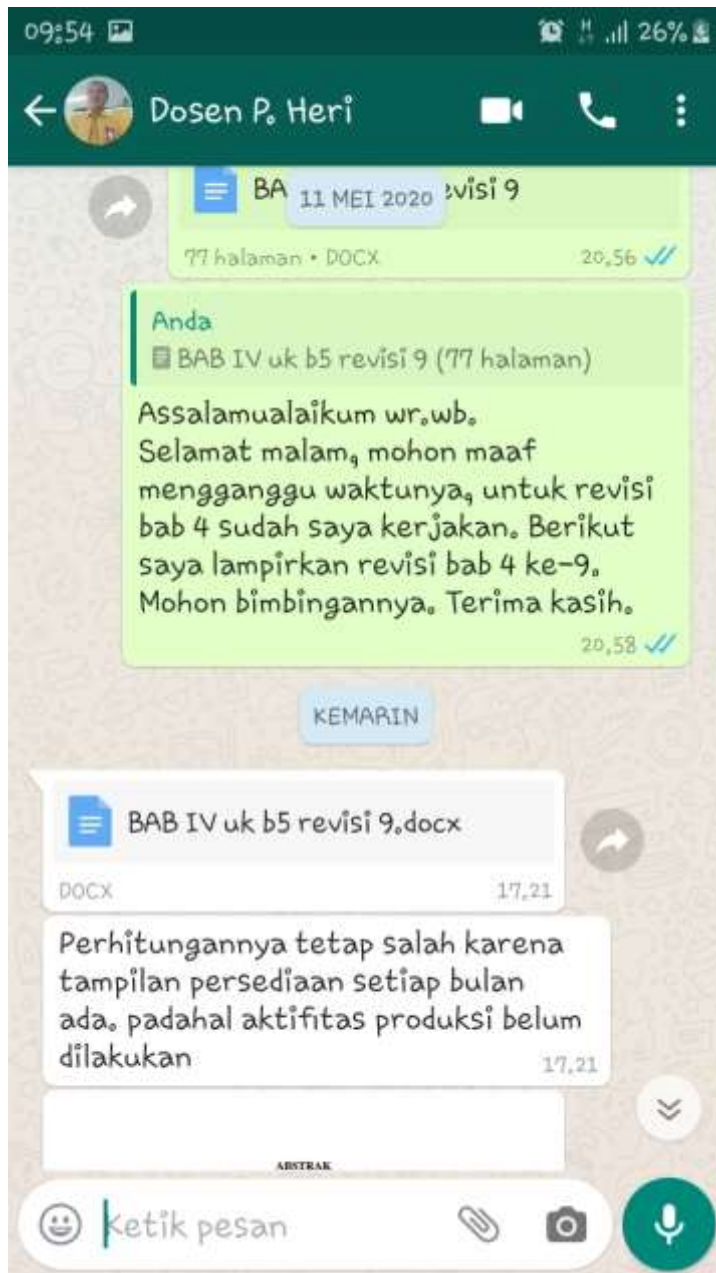 09:54
26%
Dosen P. Heri
BA
evisi 9
11 MEI 2020
77 halaman • DOCX
20,56
Anda
BAB IV uk b5 revisi 9 (77 halaman)
Assalamualaikum wr.wb.
Selamat malam, mohon maaf
mengganggu waktunya, untuk revisi
bab 4 sudah saya kerjakan. Berikut
saya lampirkan revisi bab 4 ke-9.
Mohon bimbingannya. Terima kasih.
20,58
KEMARIN
BAB IV uk b5 revisi 9.docx
DOCX
17,21
Perhitungannya tetap salah karena
tampilan persediaan setiap bulan
ada. padahal aktifitas produksi belum
dilakukan
17,21
ABSTRAK
Ketik pesan